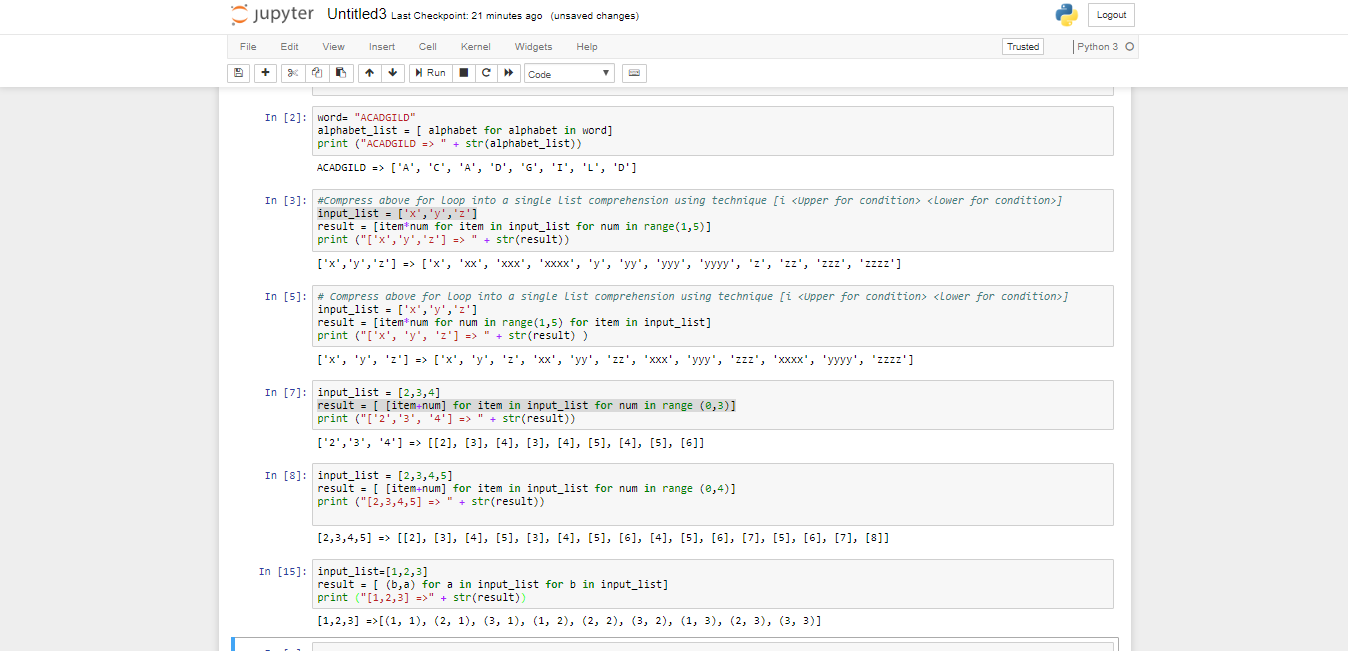 jupyter Untitled3 Last Checkpoint: 21 minutes ago (unsaved changes) Logout
File Edit View Insert Cell Kernel Widgets Help Trusted Python 3
Run Code
In [2]: word= "ACADGILD"
alphabet_list = [ alphabet for alphabet in word]
print ("ACADGILD => " + str(alphabet_list))
ACADGILD => ['A', 'C', 'A', 'D', 'G', 'I', 'L', 'D']
In [3]: #Compress above for loop into a single list comprehension using technique [i <Upper for condition> <lower for condition>]
input_list = ['x','y','z']
result = [item*num for item in input_list for num in range(1,5)]
print ("['x','y','z'] => " + str(result))
['x','y','z'] => ['x', 'xx', 'xxx', 'xxxx', 'y', 'yy', 'yyy', 'yyyy', 'z', 'zz', 'zzz', 'zzzz']
In [5]: # Compress above for loop into a single list comprehension using technique [i <Upper for condition> <lower for condition>]
input_list = ['x','y','z']
result = [item*num for num in range(1,5) for item in input_list]
print ("['x', 'y', 'z'] => " + str(result) )
['x', 'y', 'z'] => ['x', 'y', 'z', 'xx', 'yy', 'zz', 'xxx', 'yyy', 'zzz', 'xxxx', 'yyyy', 'zzzz']
In [7]: input_list = [2,3,4]
result = [ [item+num] for item in input_list for num in range (0,3)]
print ("['2','3', '4'] => " + str(result))
['2','3', '4'] => [[2], [3], [4], [3], [4], [5], [4], [5], [6]]
In [8]: input_list = [2,3,4,5]
result = [ [item+num] for item in input_list for num in range (0,4)]
print ("[2,3,4,5] => " + str(result))
[2,3,4,5] => [[2], [3], [4], [5], [3], [4], [5], [6], [4], [5], [6], [7], [5], [6], [7], [8]]
In [15]: input_list=[1,2,3]
result = [ (b,a) for a in input_list for b in input_list]
print ("[1,2,3] =>" + str(result))
[1,2,3] =>[(1, 1), (2, 1), (3, 1), (1, 2), (2, 2), (3, 2), (1, 3), (2, 3), (3, 3)]